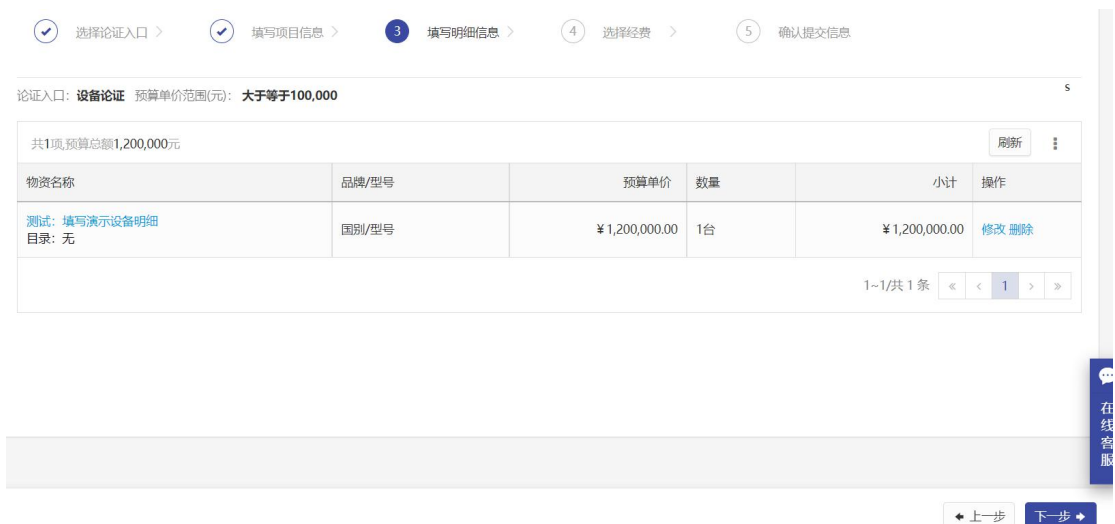 选择论证入口 > 填写项目信息 > 3 填写明细信息 > 4 选择经费 > 5 确认提交信息
论证入口：设备论证 预算单价范围(元)：大于等于100,000 s
共1项,预算总额1,200,000元 刷新
物资名称 品牌/型号 预算单价 数量 小计 操作
测试：填写演示设备明细 国别/型号 ¥1,200,000.00 1台 ¥1,200,000.00 修改 删除
目录：无
1~1/共 1 条 « < 1 > »
在线客服
上一步 下一步